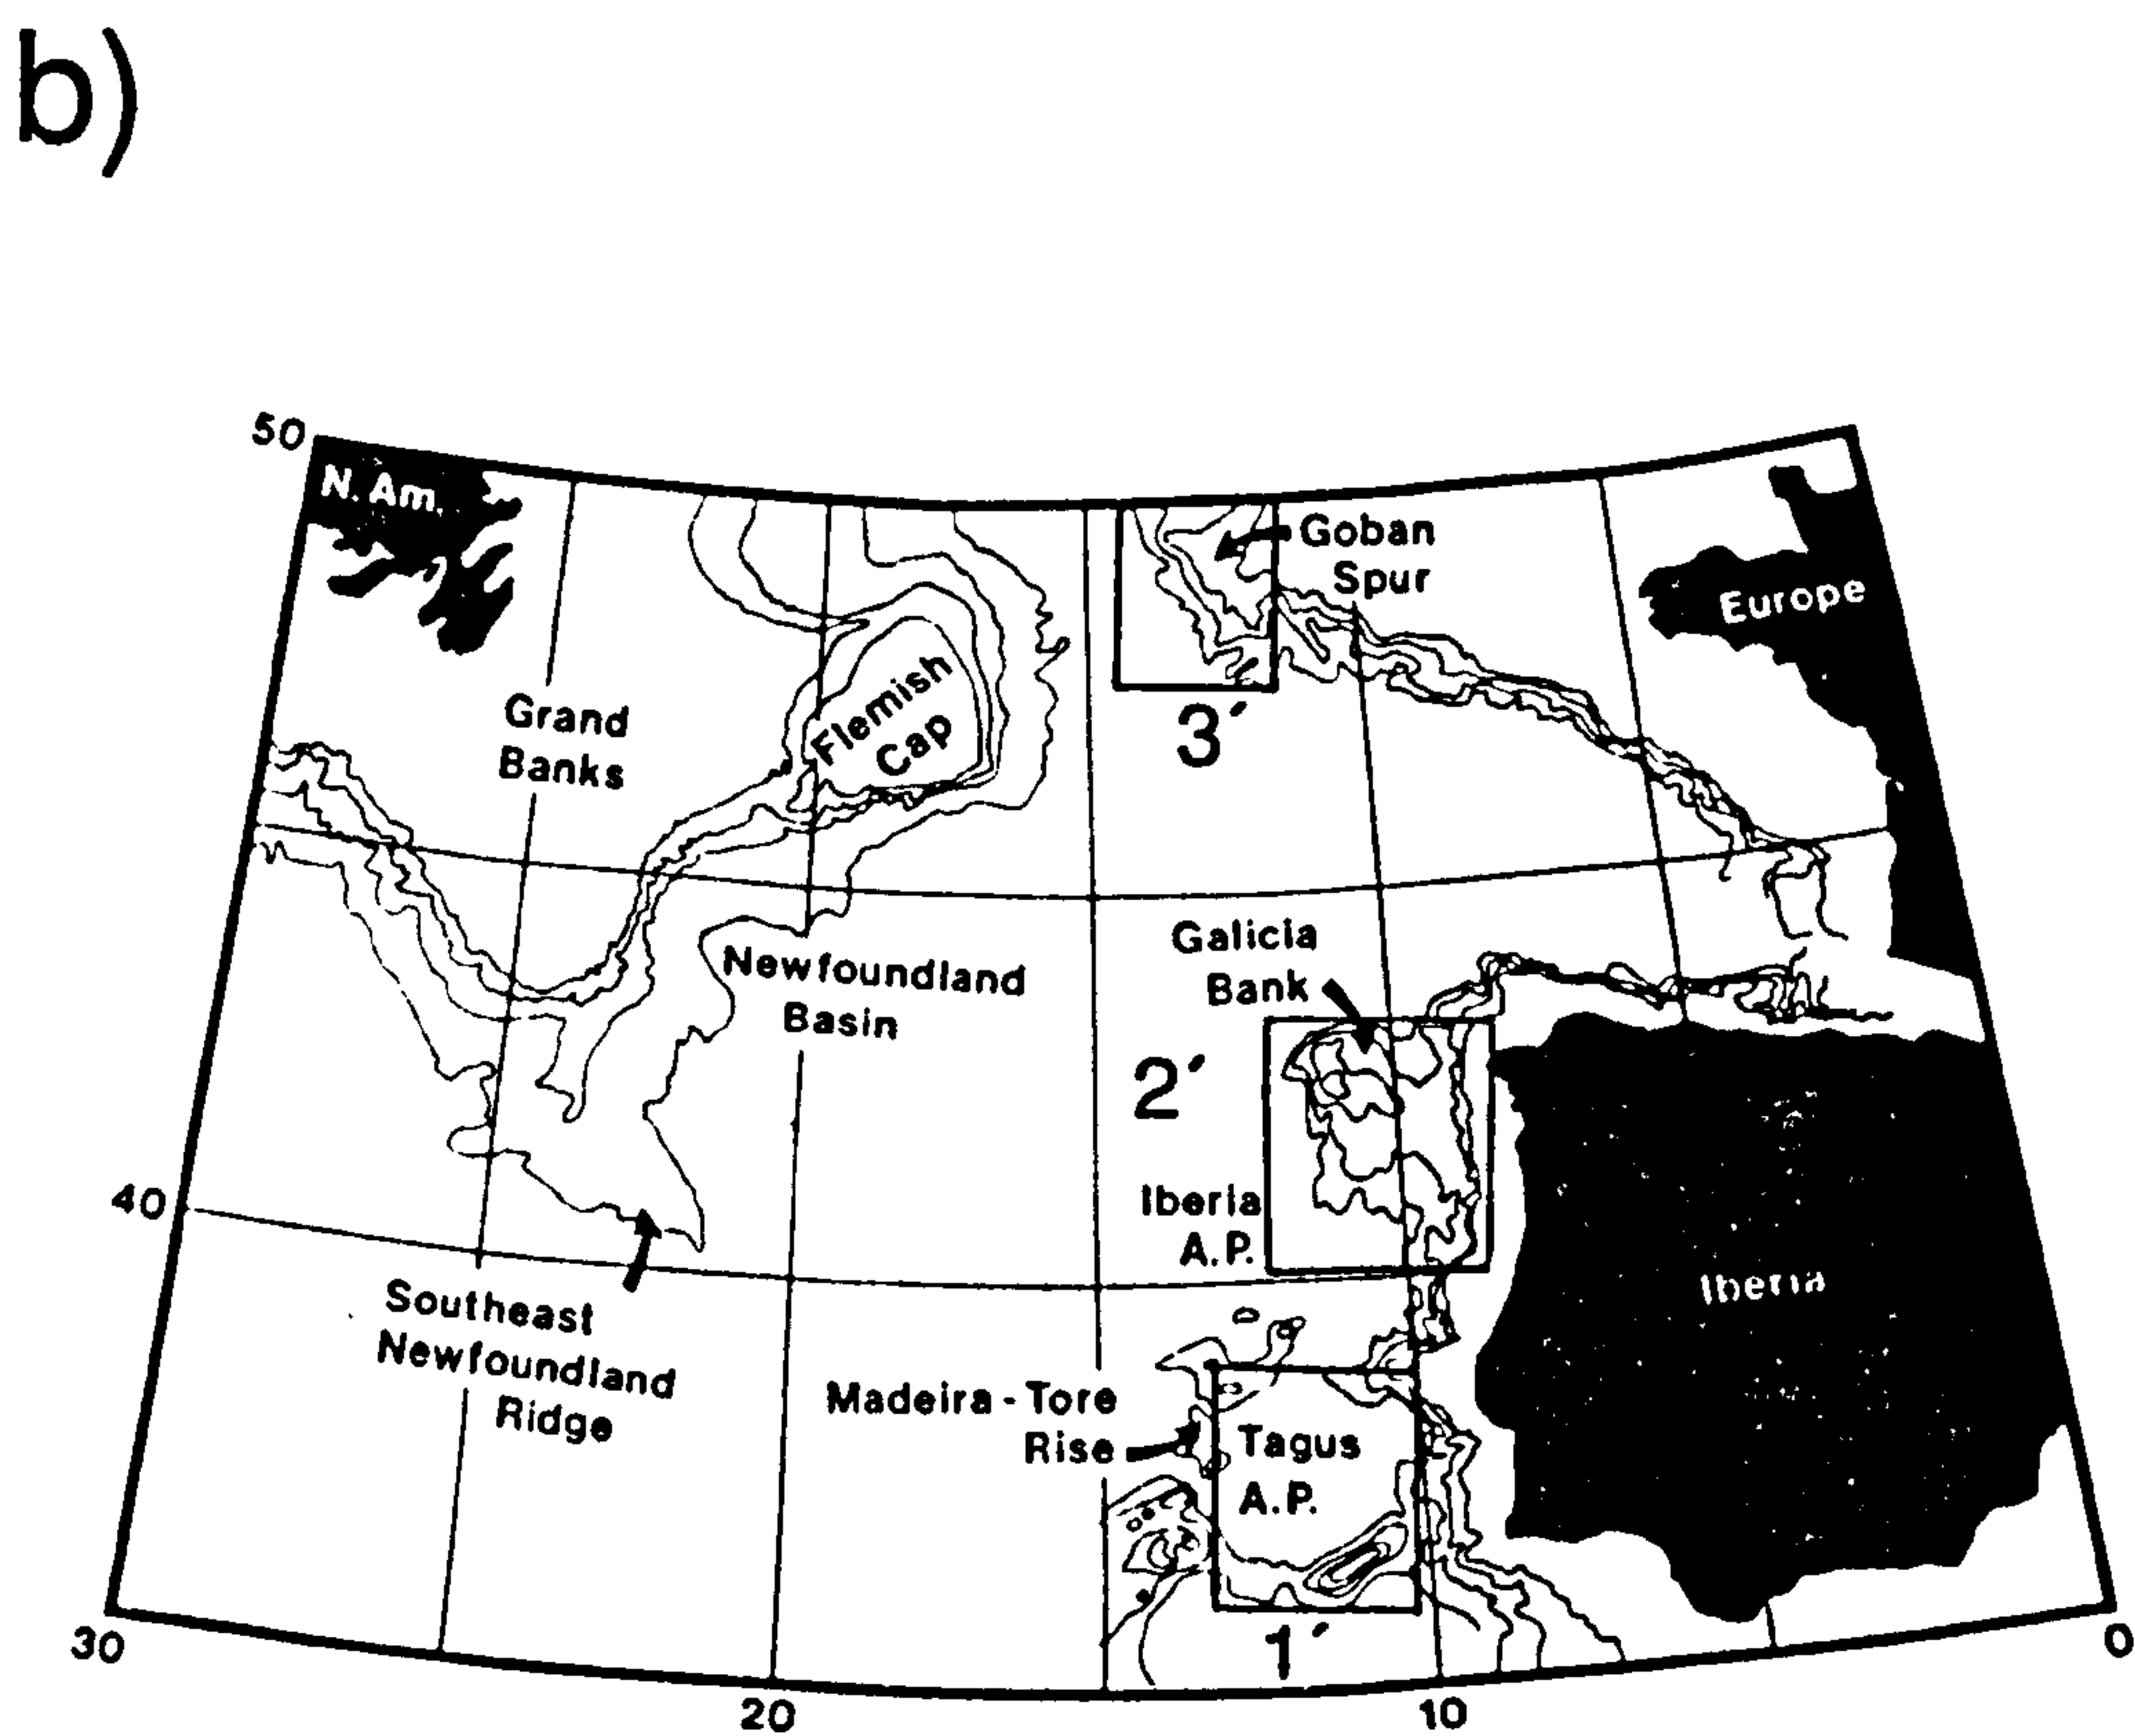 b)
50
N. Am.
Goban
Spur
Europe
Grand
Banks
Flemish
Cap
3′
Galicia
Bank
Newfoundland
Basin
2′
40
Iberia
A.P.
Iberia
Southeast
Newfoundland
Ridge
Madeira - Tore
Rise
Tagus
A.P.
1′
30
20
10
0